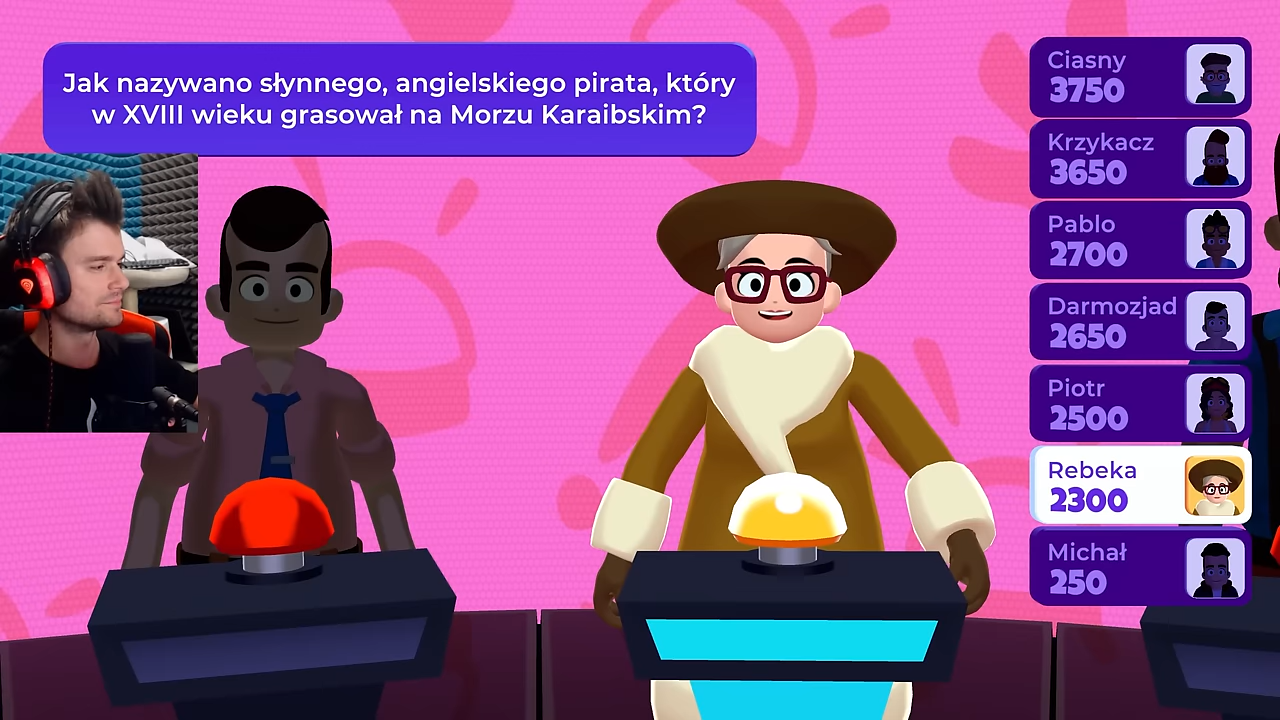 Jak nazywano słynnego, angielskiego pirata, który
w XVIII wieku grasował na Morzu Karaibskim?
Ciasny
3750
Krzykacz
3650
Pablo
2700
Darmozjad
2650
Piotr
2500
Rebeka
2300
Michał
250